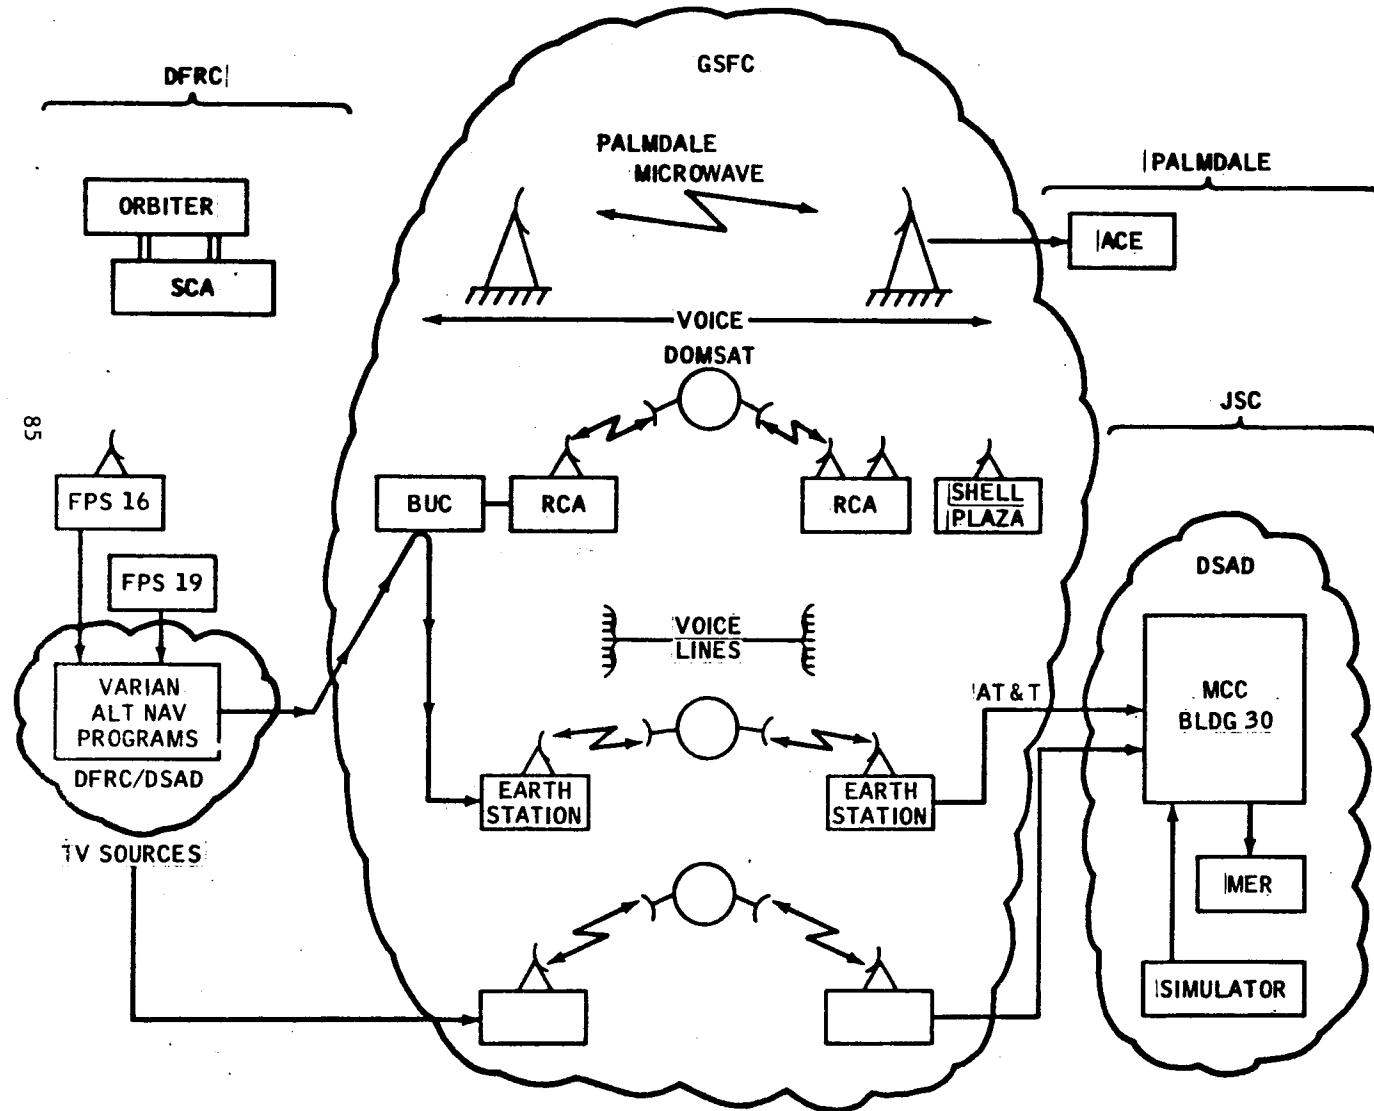 GSFC
DFRC
PALMDALE
MICROWAVE
PALMDALE
ORBITER
SCA
ACE
VOICE
DOMSAT
JSC
85
FPS 16
BUC
RCA
RCA
SHELL
PLAZA
FPS 19
DSAD
VOICE
LINES
VARIAN
ALT NAV
PROGRAMS
DFRC/DSAD
AT & T
MCC
BLDG 30
EARTH
STATION
EARTH
STATION
TV SOURCES
MER
SIMULATOR